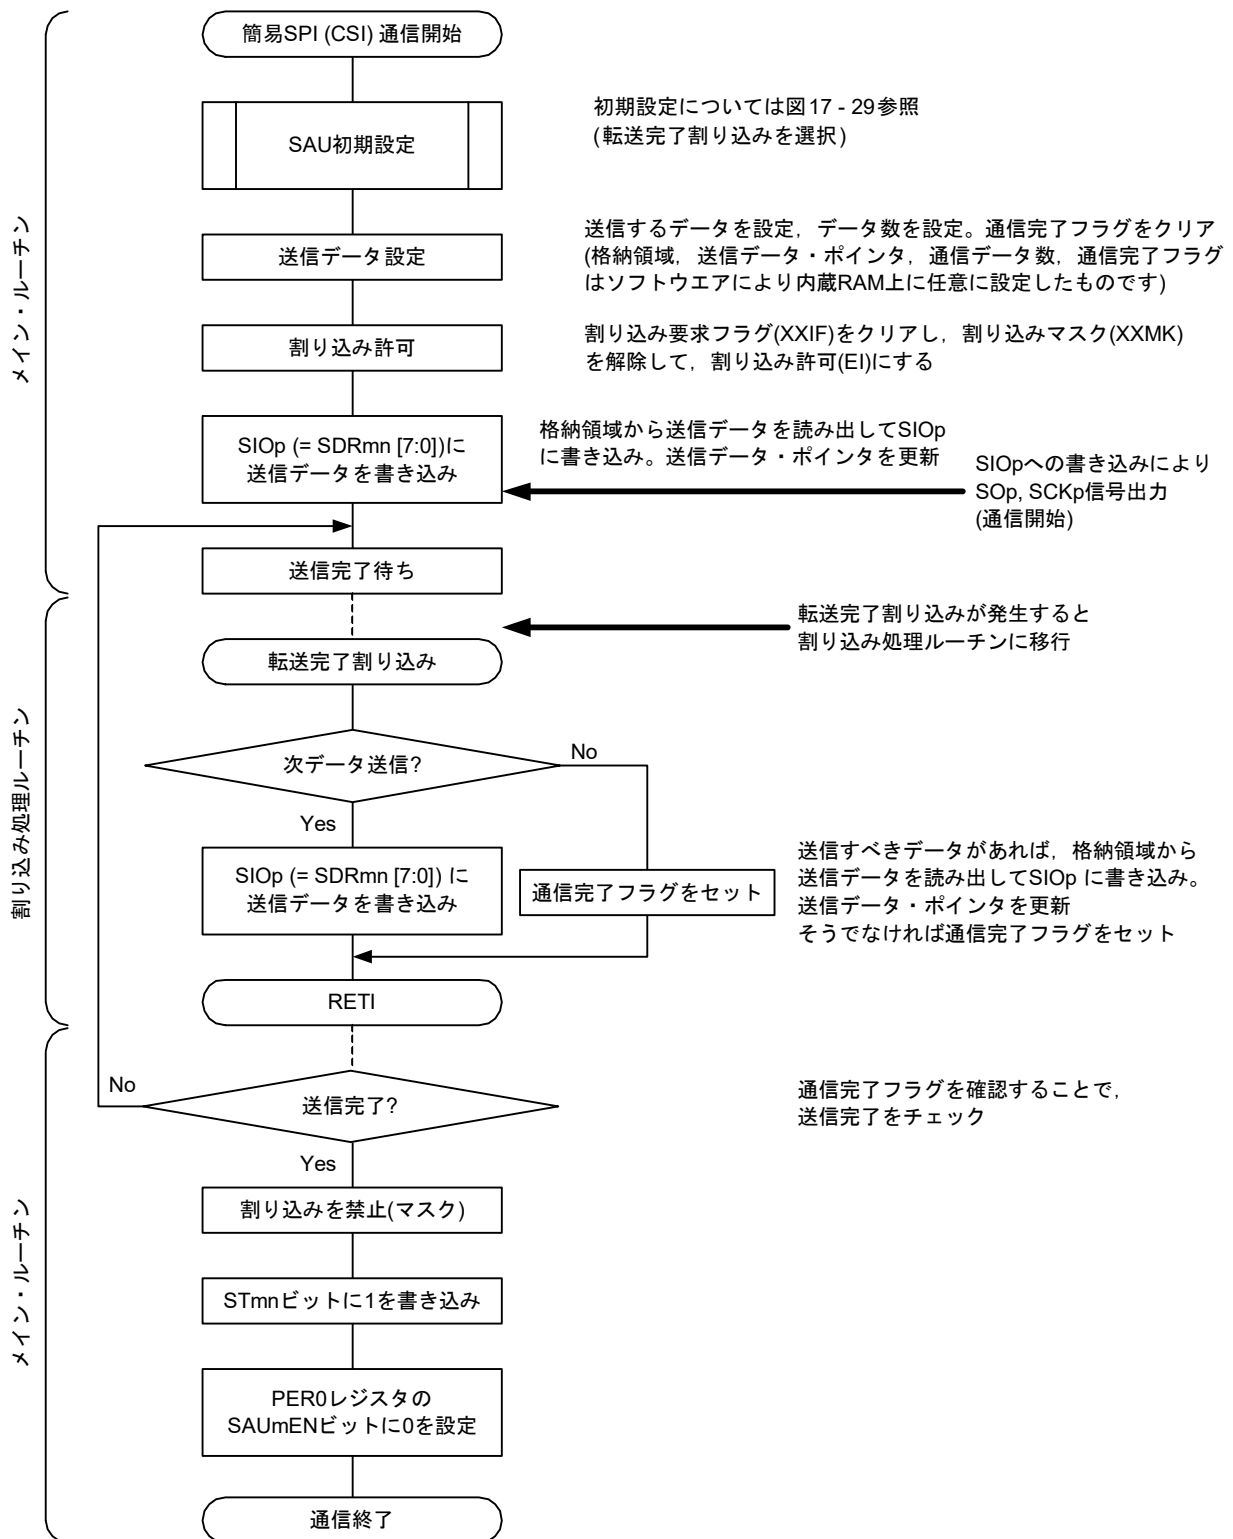 簡易SPI (CSI) 通信開始
SAU初期設定
初期設定については図17 - 29参照
(転送完了割り込みを選択)
メイン・ルーチン
送信データ設定
送信するデータを設定，データ数を設定。通信完了フラグをクリア
(格納領域，送信データ・ポインタ，通信データ数，通信完了フラグ
はソフトウエアにより内蔵RAM上に任意に設定したものです)
割り込み許可
割り込み要求フラグ(XXIF)をクリアし，割り込みマスク(XXMK)
を解除して，割り込み許可(EI)にする
SIOp (= SDRmn [7:0])に
送信データを書き込み
格納領域から送信データを読み出してSIOp
に書き込み。送信データ・ポインタを更新
SIOpへの書き込みにより
SOp, SCKp信号出力
(通信開始)
送信完了待ち
転送完了割り込みが発生すると
割り込み処理ルーチンに移行
転送完了割り込み
割り込み処理ルーチン
次データ送信?
No
Yes
SIOp (= SDRmn [7:0]) に
送信データを書き込み
通信完了フラグをセット
送信すべきデータがあれば，格納領域から
送信データを読み出してSIOp に書き込み。
送信データ・ポインタを更新
そうでなければ通信完了フラグをセット
RETI
No
送信完了?
通信完了フラグを確認することで，
送信完了をチェック
Yes
メイン・ルーチン
割り込みを禁止(マスク)
STmnビットに1を書き込み
PER0レジスタの
SAUmENビットに0を設定
通信終了